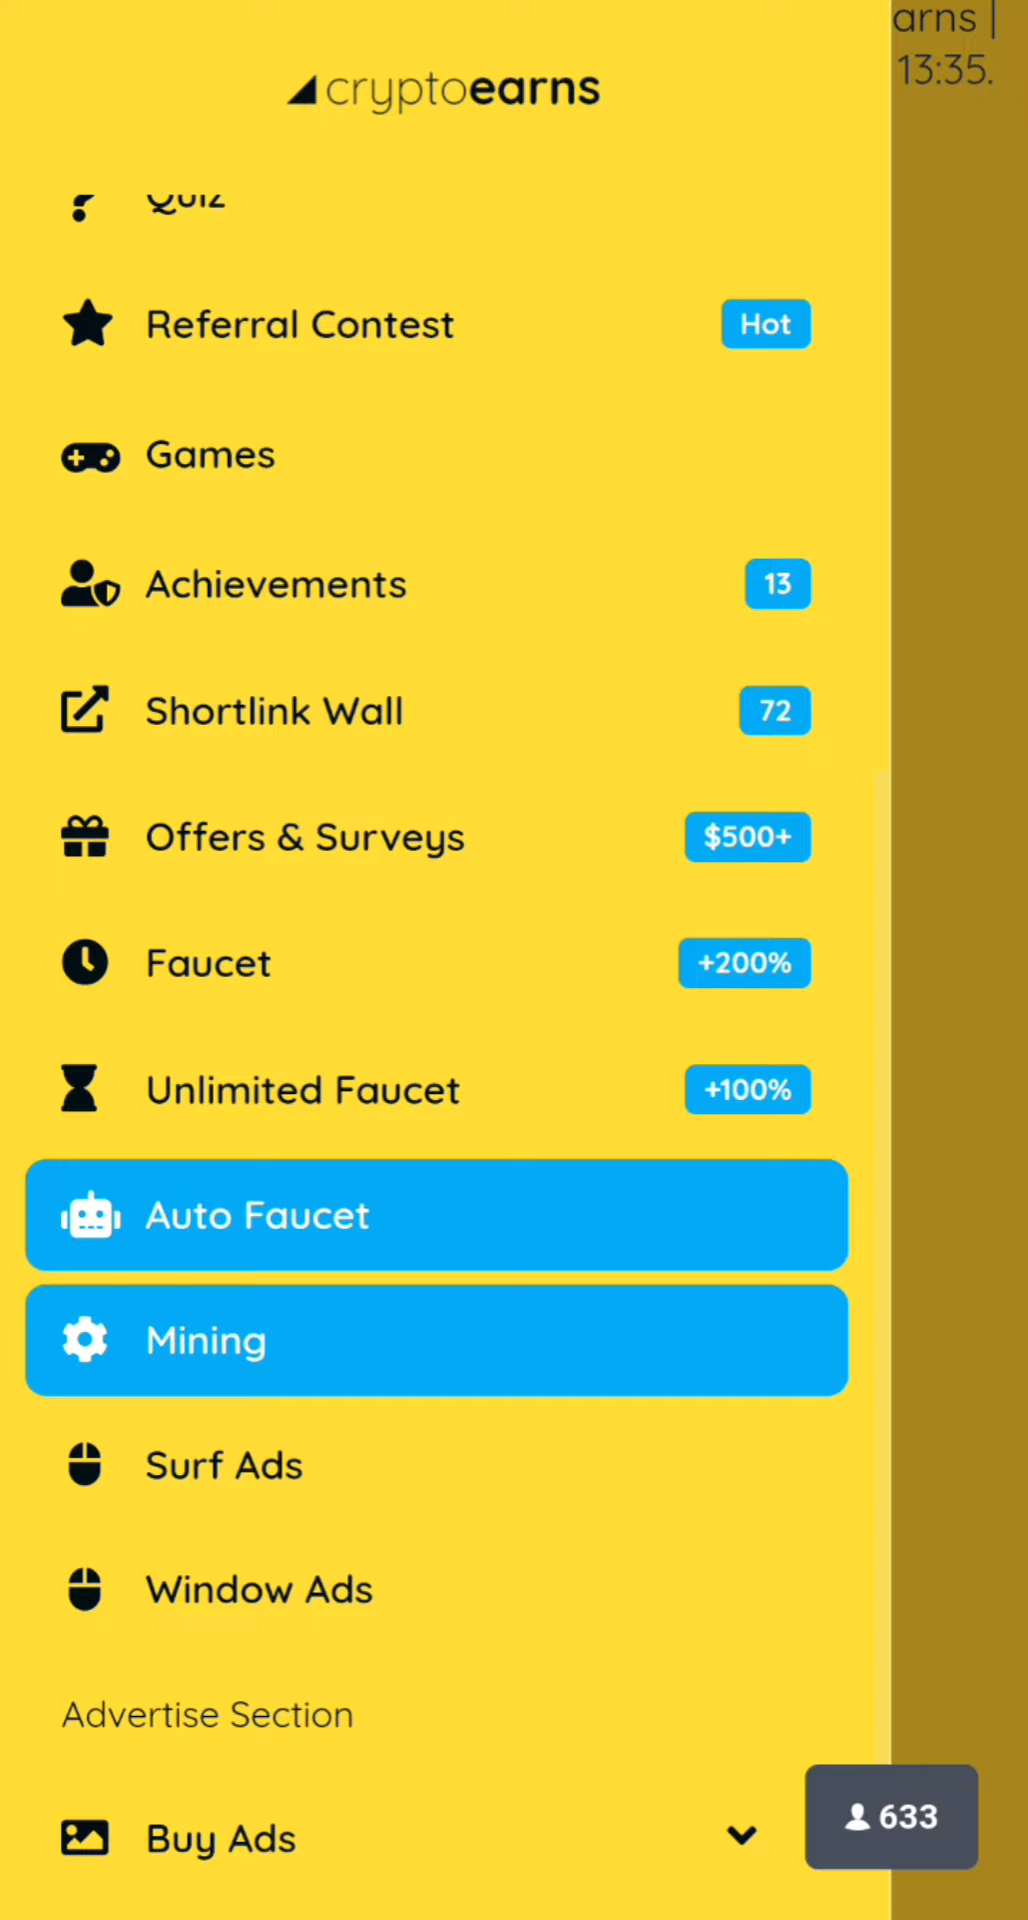 arns |
13:35.
cryptoearns
Quiz
Referral Contest
Hot
Games
Achievements
13
Shortlink Wall
72
Offers & Surveys
$500+
Faucet
+200%
Unlimited Faucet
+100%
Auto Faucet
Mining
Surf Ads
Window Ads
Advertise Section
Buy Ads
633